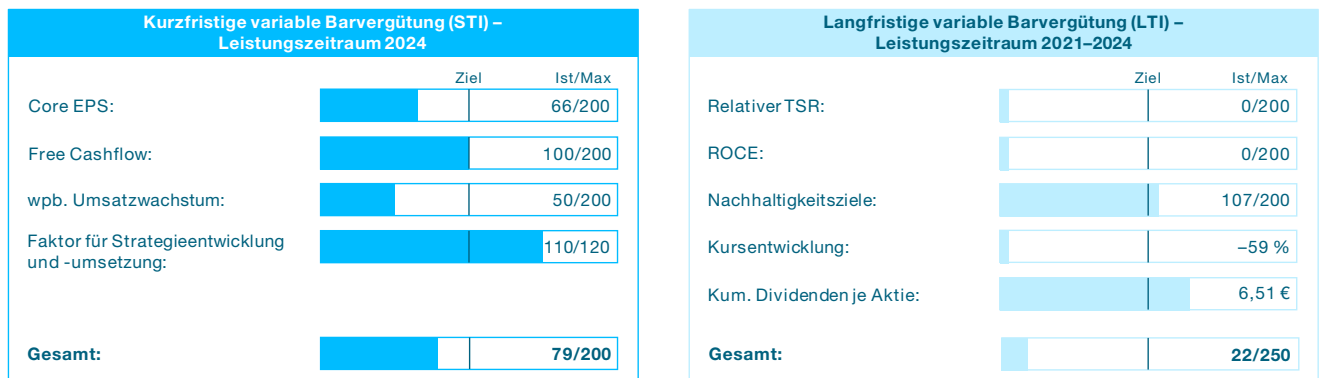 Kurzfristige variable Barvergütung (STI) –
Leistungszeitraum 2024
Ziel Ist/Max
Core EPS: 66/200
Free Cashflow: 100/200
wpb. Umsatzwachstum: 50/200
Faktor für Strategieentwicklung
und -umsetzung: 110/120
Gesamt: 79/200
Langfristige variable Barvergütung (LTI) –
Leistungszeitraum 2021–2024
Ziel Ist/Max
Relativer TSR: 0/200
ROCE: 0/200
Nachhaltigkeitsziele: 107/200
Kursentwicklung: –59 %
Kum. Dividenden je Aktie: 6,51 €
Gesamt: 22/250